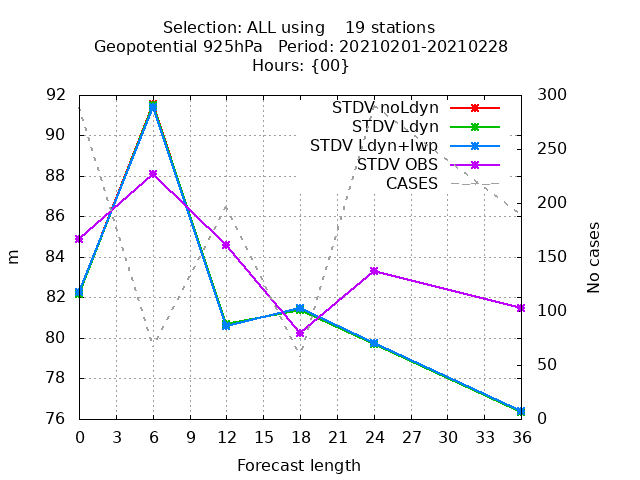 Selection: ALL using    19 stations
Geopotential 925hPa   Period: 20210201-20210228
Hours: {00}
STDV noLdyn
STDV Ldyn
STDV Ldyn+lwp
STDV OBS
CASES
92
90
88
86
84
82
80
78
76
m
300
250
200
150
100
50
0
No cases
0 3 6 9 12 15 18 21 24 27 30 33 36
Forecast length